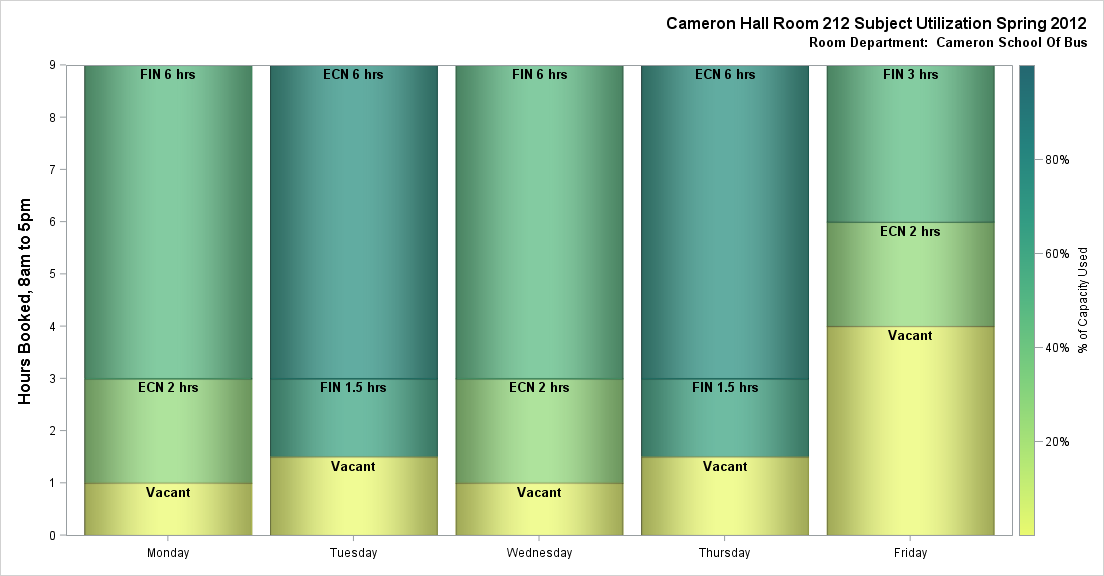 Cameron Hall Room 212 Subject Utilization Spring 2012
Room Department:  Cameron School Of Bus
Hours Booked, 8am to 5pm
9
8
7
6
5
4
3
2
1
0
FIN 6 hrs
ECN 2 hrs
Vacant
Monday
ECN 6 hrs
FIN 1.5 hrs
Vacant
Tuesday
FIN 6 hrs
ECN 2 hrs
Vacant
Wednesday
ECN 6 hrs
FIN 1.5 hrs
Vacant
Thursday
FIN 3 hrs
ECN 2 hrs
Vacant
Friday
80%
60%
40%
20%
% of Capacity Used